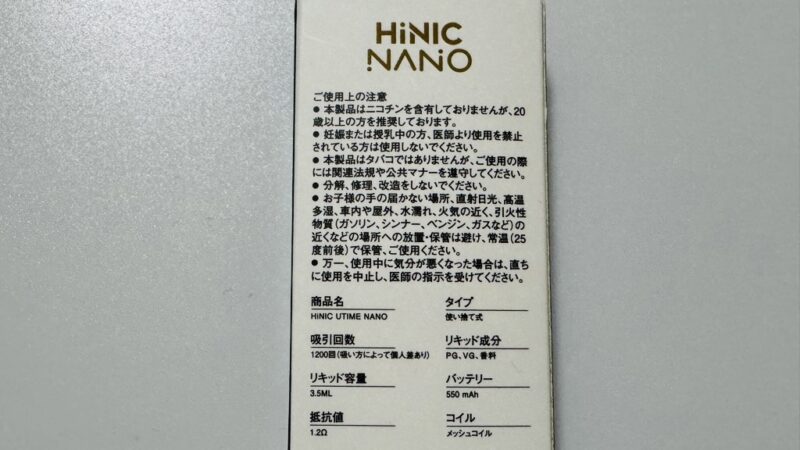 HiNIC
NANO
ご使用上の注意
● 本製品はニコチンを含有しておりませんが、20
歳以上の方を推奨しております。
● 妊娠または授乳中の方、医師より使用を禁止
されている方は使用しないでください。
● 本製品はタバコではありませんが、ご使用の際
には関連法規や公共マナーを遵守してください。
● 分解、修理、改造をしないでください。
● お子様の手の届かない場所、直射日光、高温
多湿、車内や屋外、水濡れ、火気の近く、引火性
物質(ガソリン、シンナー、ベンジン、ガスなど)の
近くなどの場所への放置・保管は避け、常温(25
度前後)で保管、ご使用ください。
● 万一、使用中に気分が悪くなった場合は、直ち
に使用を中止し、医師の指示を受けてください。
商品名 タイプ
HiNIC UTIME NANO 使い捨て式
吸引回数 リキッド成分
1200回(吸い方によって個人差あり) PG、VG、香料
リキッド容量 バッテリー
3.5ML 550 mAh
抵抗値 コイル
1.2Ω メッシュコイル